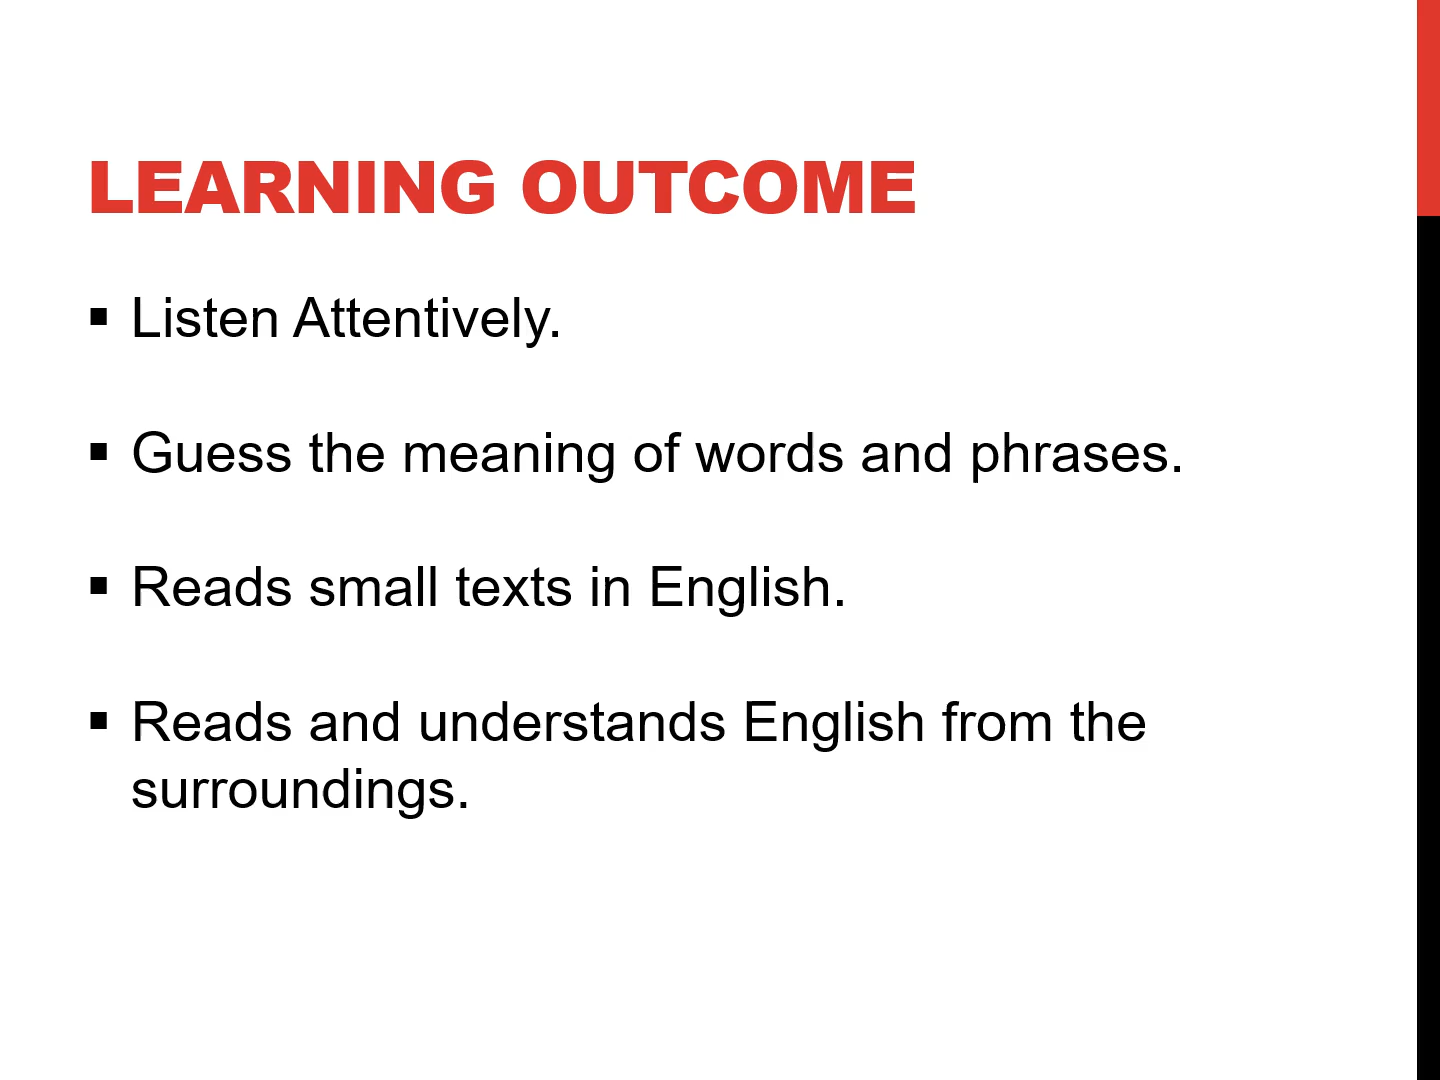 LEARNING OUTCOME
▪ Listen Attentively.
▪ Guess the meaning of words and phrases.
▪ Reads small texts in English.
▪ Reads and understands English from the
surroundings.